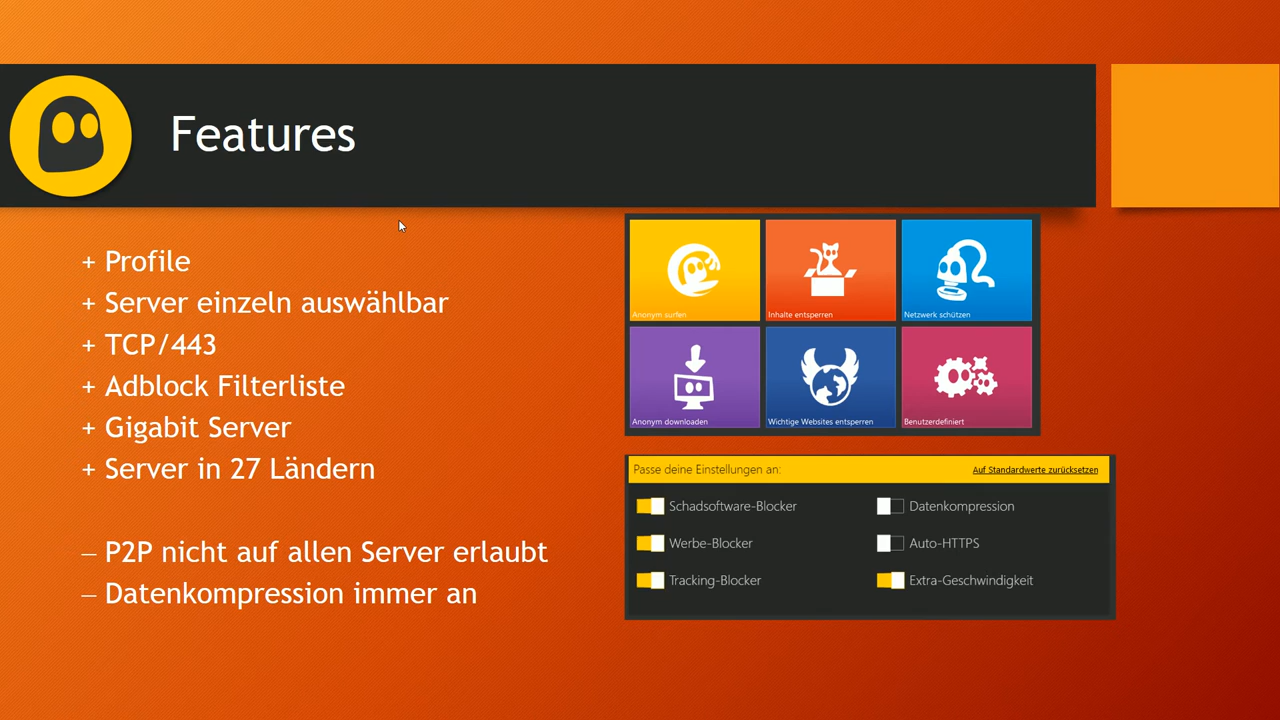 Features
+ Profile
+ Server einzeln auswählbar
+ TCP/443
+ Adblock Filterliste
+ Gigabit Server
+ Server in 27 Ländern
– P2P nicht auf allen Server erlaubt
– Datenkompression immer an
Anonym surfen
Inhalte entsperren
Netzwerk schützen
Anonym downloaden
Wichtige Websites entsperren
Benutzerdefiniert
Passe deine Einstellungen an:
Auf Standardwerte zurücksetzen
Schadsoftware-Blocker
Datenkompression
Werbe-Blocker
Auto-HTTPS
Tracking-Blocker
Extra-Geschwindigkeit